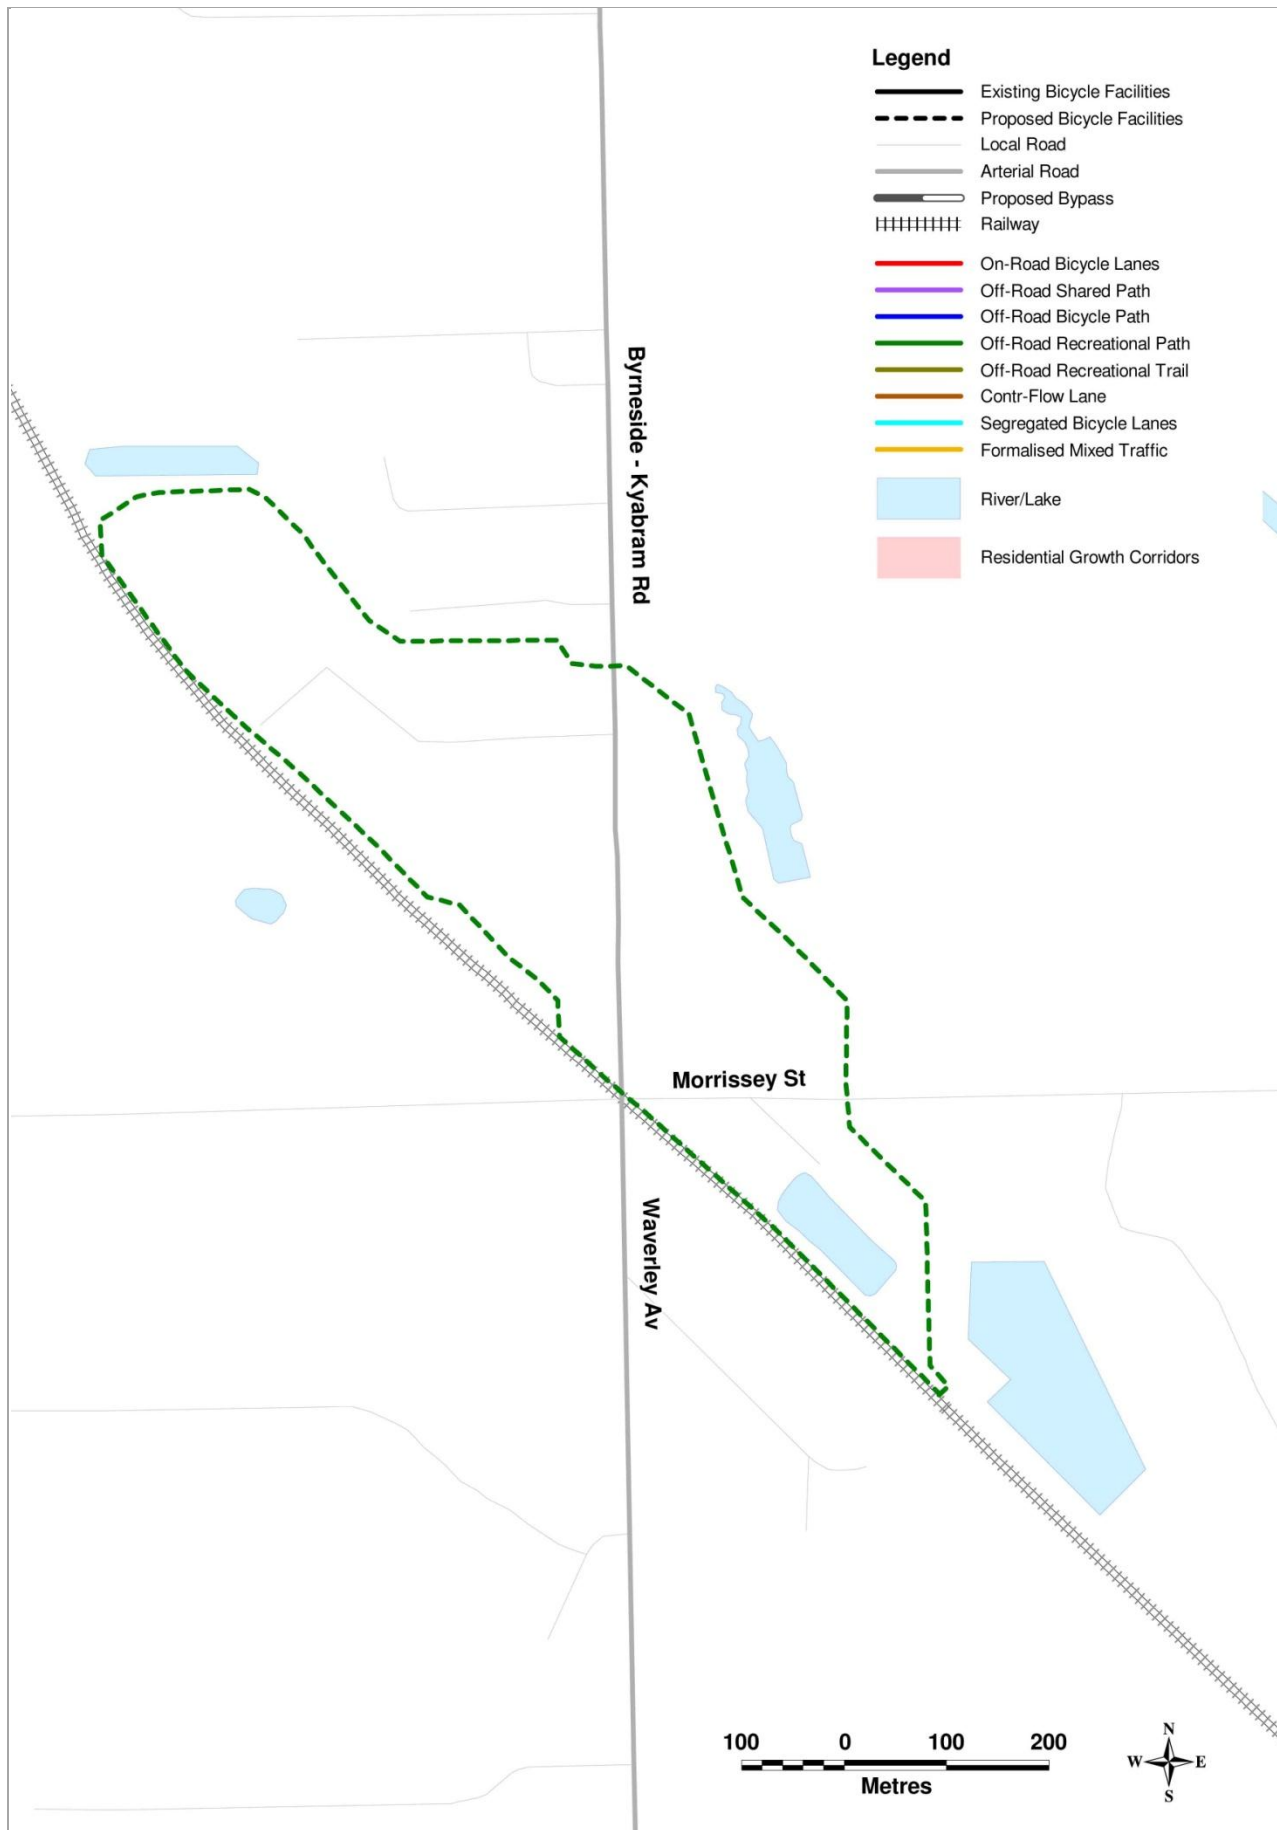 Legend
Existing Bicycle Facilities
Proposed Bicycle Facilities
Local Road
Arterial Road
Proposed Bypass
Railway
On-Road Bicycle Lanes
Off-Road Shared Path
Off-Road Bicycle Path
Off-Road Recreational Path
Off-Road Recreational Trail
Contr-Flow Lane
Segregated Bicycle Lanes
Formalised Mixed Traffic
River/Lake
Residential Growth Corridors
Byrneside - Kyabram Rd
Morrissey St
Waverley Av
100 0 100 200
Metres
N
W E
S